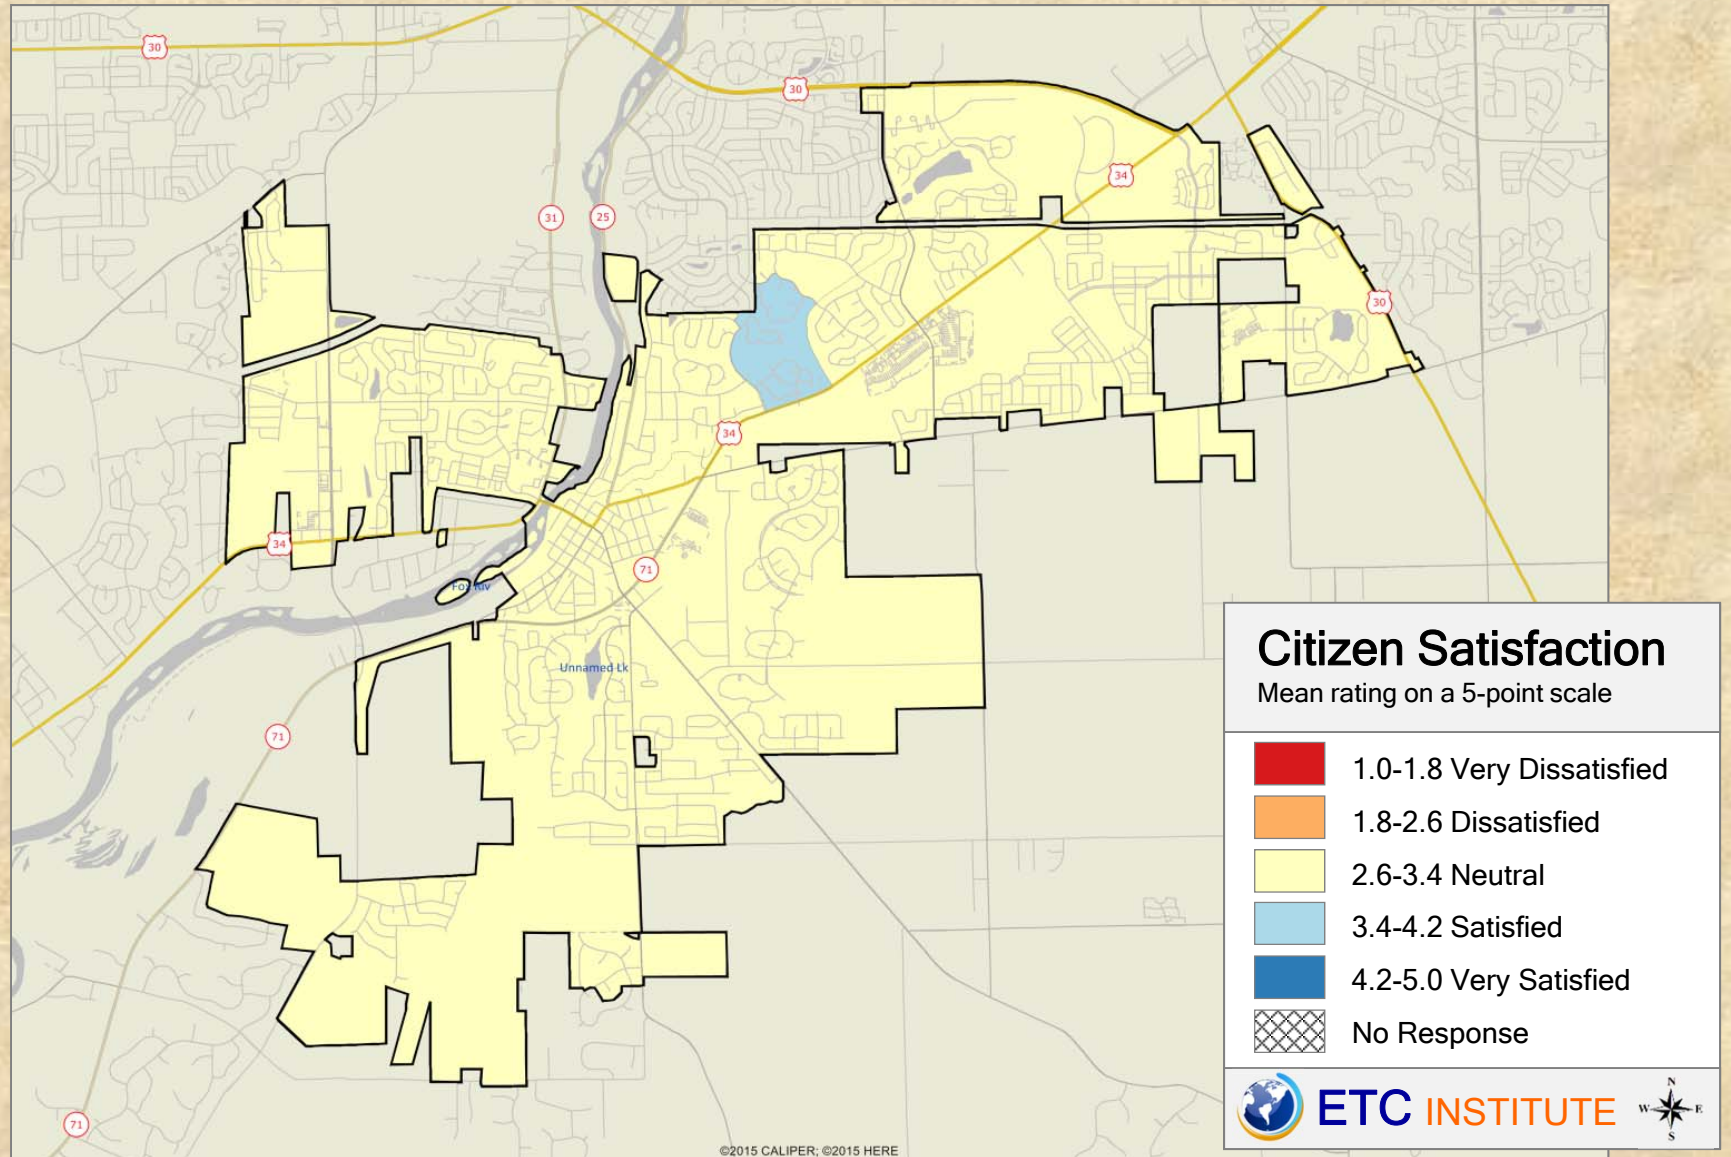 30
30
34
31
25
30
34
34
71
Fox Riv
Unnamed Lk
71
71
Citizen Satisfaction
Mean rating on a 5-point scale
1.0-1.8 Very Dissatisfied
1.8-2.6 Dissatisfied
2.6-3.4 Neutral
3.4-4.2 Satisfied
4.2-5.0 Very Satisfied
No Response
ETC INSTITUTE
N
W E
S
©2015 CALIPER; ©2015 HERE